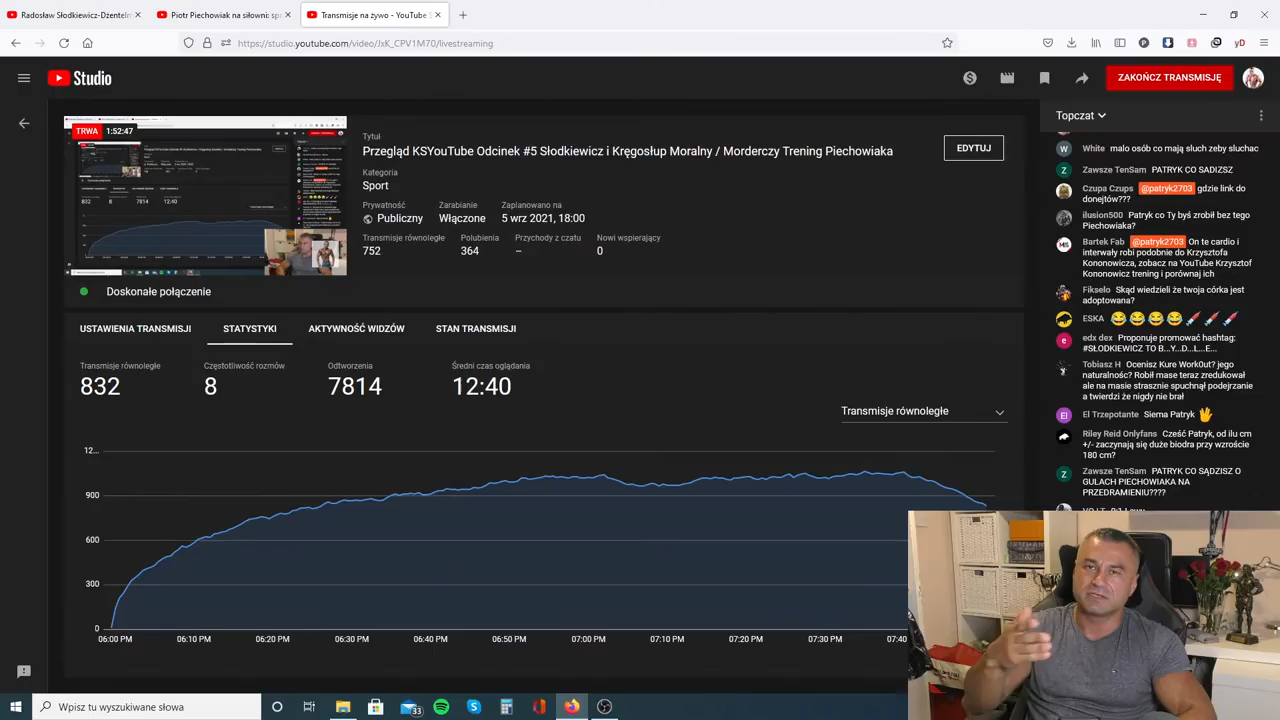 Radosław Słodkiewicz-Dżentelm
Piotr Piechowiak na siłowni: sp
Transmisje na żywo - YouTube S
https://studio.youtube.com/video/JxK_CPV1M70/livestreaming
Studio
ZAKOŃCZ TRANSMISJĘ
TRWA 1:52:47
Tytuł
Przegląd KSYouTube Odcinek #5 Słodkiewicz i Kręgosłup Moralny / Morderczy Trening Piechowiaka
EDYTUJ
Kategoria
Sport
Prywatność
Publiczny
Opóźnianie
Włączone
Zaplanowano na
5 wrz 2021, 18:00
Transmisje równoległe
752
Polubienia
364
Przychody z czatu
–
Nowi wspierający
0
Doskonałe połączenie
USTAWIENIA TRANSMISJI
STATYSTYKI
AKTYWNOŚĆ WIDZÓW
STAN TRANSMISJI
Transmisje równoległe
832
Częstotliwość rozmów
8
Odtworzenia
7814
Średni czas oglądania
12:40
Transmisje równoległe
12...
900
600
300
0
06:00 PM 06:10 PM 06:20 PM 06:30 PM 06:40 PM 06:50 PM 07:00 PM 07:10 PM 07:20 PM 07:30 PM 07:40
Topczat
White malo osób co mają słuch zeby sluchac
Zawsze TenSam PATRYK CO SADZISZ
Czapa Czups @patryk2703 gdzie link do
donejtów???
ilusion500 Patryk co Ty byś zrobił bez tego
Piechowiaka?
Bartek Fab @patryk2703 On te cardio i
interwały robi podobnie do Krzysztofa
Kononowicza, zobacz na YouTube Krzysztof
Kononowicz trening i porównaj ich
Fikselo Skąd wiedzieli że twoja córka jest
adoptowana?
ESKA 😂😂😂😂💉💉💉
edx dex Proponuje promować hashtag:
#SŁODKIEWICZ TO B...Y...D...L...E...
Tobiasz H Ocenisz Kure Work0ut? jego
naturalnośc? Robił mase teraz zredukował
ale na masie strasznie spuchnął podejrzanie
a twierdzi że nigdy nie brał
El Trzepotante Siema Patryk 🖖
Riley Reid Onlyfans Cześć Patryk, od ilu cm
+/- zaczynają się duże biodra przy wzroście
180 cm?
Zawsze TenSam PATRYK CO SĄDZISZ O
GULACH PIECHOWIAKA NA
PRZEDRAMIENIU????
Wpisz tu wyszukiwane słowa
33